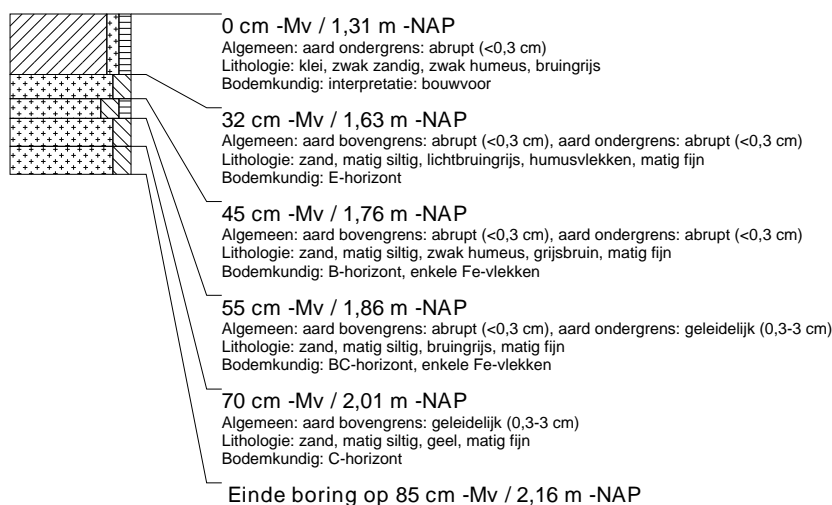 0 cm -Mv / 1,31 m -NAP
Algemeen: aard ondergrens: abrupt (<0,3 cm)
Lithologie: klei, zwak zandig, zwak humeus, bruingrijs
Bodemkundig: interpretatie: bouwvoor
32 cm -Mv / 1,63 m -NAP
Algemeen: aard bovengrens: abrupt (<0,3 cm), aard ondergrens: abrupt (<0,3 cm)
Lithologie: zand, matig siltig, lichtbruingrijs, humusvlekken, matig fijn
Bodemkundig: E-horizont
45 cm -Mv / 1,76 m -NAP
Algemeen: aard bovengrens: abrupt (<0,3 cm), aard ondergrens: abrupt (<0,3 cm)
Lithologie: zand, matig siltig, zwak humeus, grijsbruin, matig fijn
Bodemkundig: B-horizont, enkele Fe-vlekken
55 cm -Mv / 1,86 m -NAP
Algemeen: aard bovengrens: abrupt (<0,3 cm), aard ondergrens: geleidelijk (0,3-3 cm)
Lithologie: zand, matig siltig, bruingrijs, matig fijn
Bodemkundig: BC-horizont, enkele Fe-vlekken
70 cm -Mv / 2,01 m -NAP
Algemeen: aard bovengrens: geleidelijk (0,3-3 cm)
Lithologie: zand, matig siltig, geel, matig fijn
Bodemkundig: C-horizont
Einde boring op 85 cm -Mv / 2,16 m -NAP